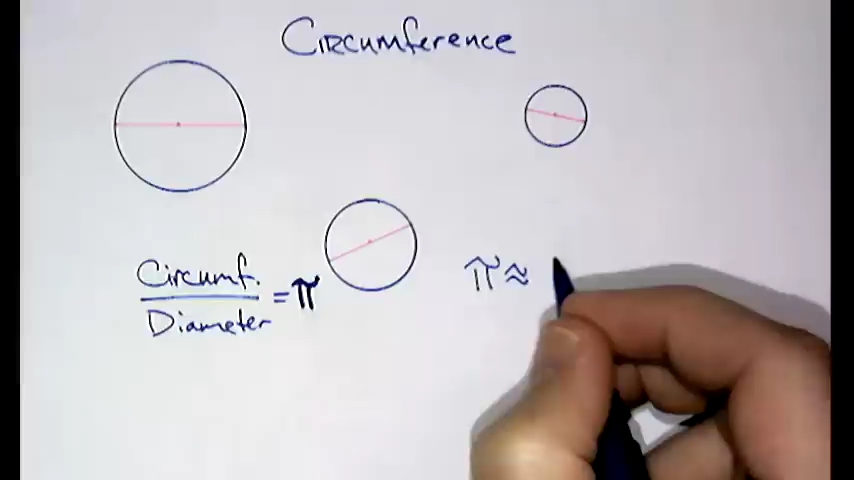 Circumference
Circumf.
Diameter
= π
π ≈